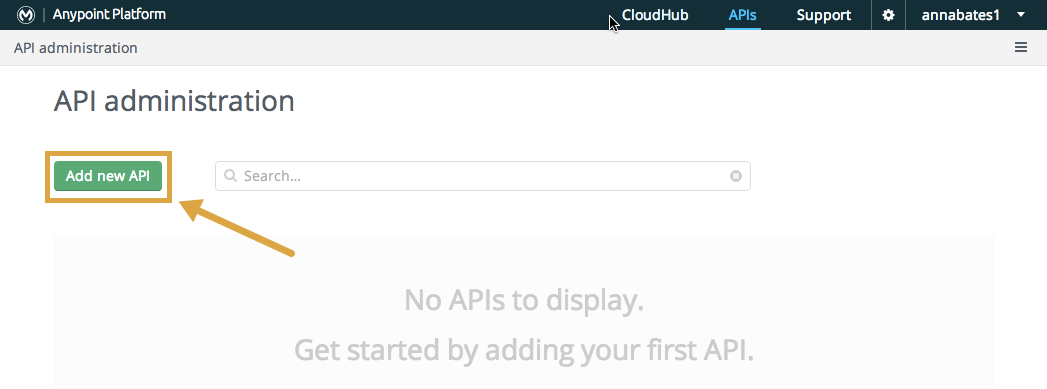 Anypoint Platform CloudHub APIs Support annabates1
API administration
API administration
Add new API Search...
No APIs to display.
Get started by adding your first API.